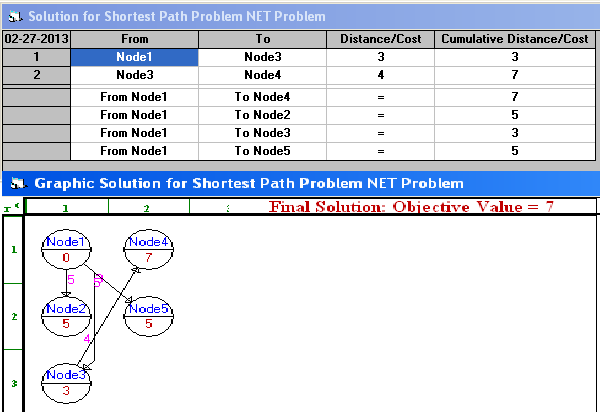 Solution for Shortest Path Problem NET Problem
02-27-2013 From To Distance/Cost Cumulative Distance/Cost
1 Node1 Node3 3 3
2 Node3 Node4 4 7
From Node1 To Node4 = 7
From Node1 To Node2 = 5
From Node1 To Node3 = 3
From Node1 To Node5 = 5
Graphic Solution for Shortest Path Problem NET Problem
1 2 Final Solution: Objective Value = 7
1
Node1 Node4
0 7
5
2
Node2 Node5
5 5
4
3
Node3
3